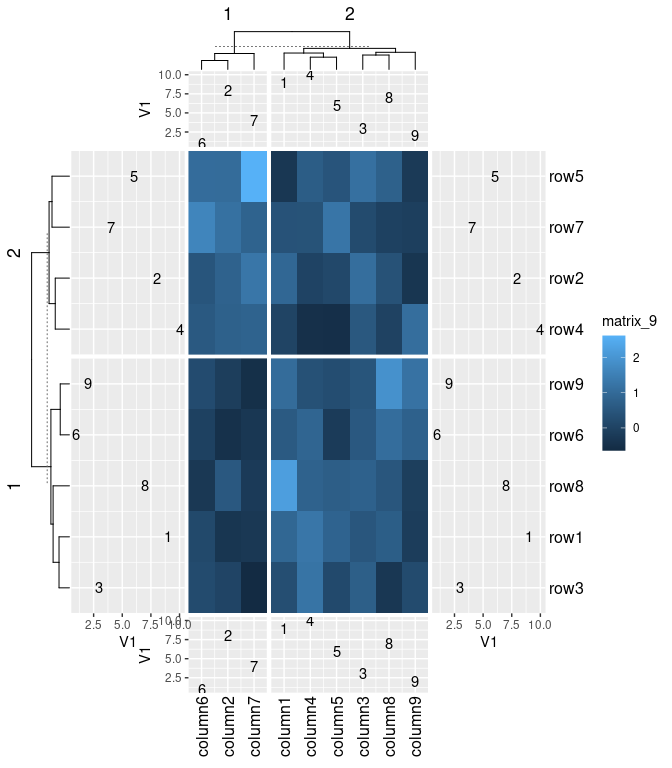 1 2
10.0
7.5
5.0
2.5
V1
6 2 7 1 4 5 3 8 9
2
1
5 5 row5
7 7 row7
2 2 row2
4 4 row4
9 9 row9
6 6 row6
8 8 row8
1 1 row1
3 3 row3
matrix_9
2
1
0
2.5 5.0 7.5 10.0
V1
2.5 5.0 7.5 10.0
V1
10.0
7.5
5.0
2.5
V1
6 2 7 1 4 5 3 8 9
column6 column2 column7 column1 column4 column5 column3 column8 column9